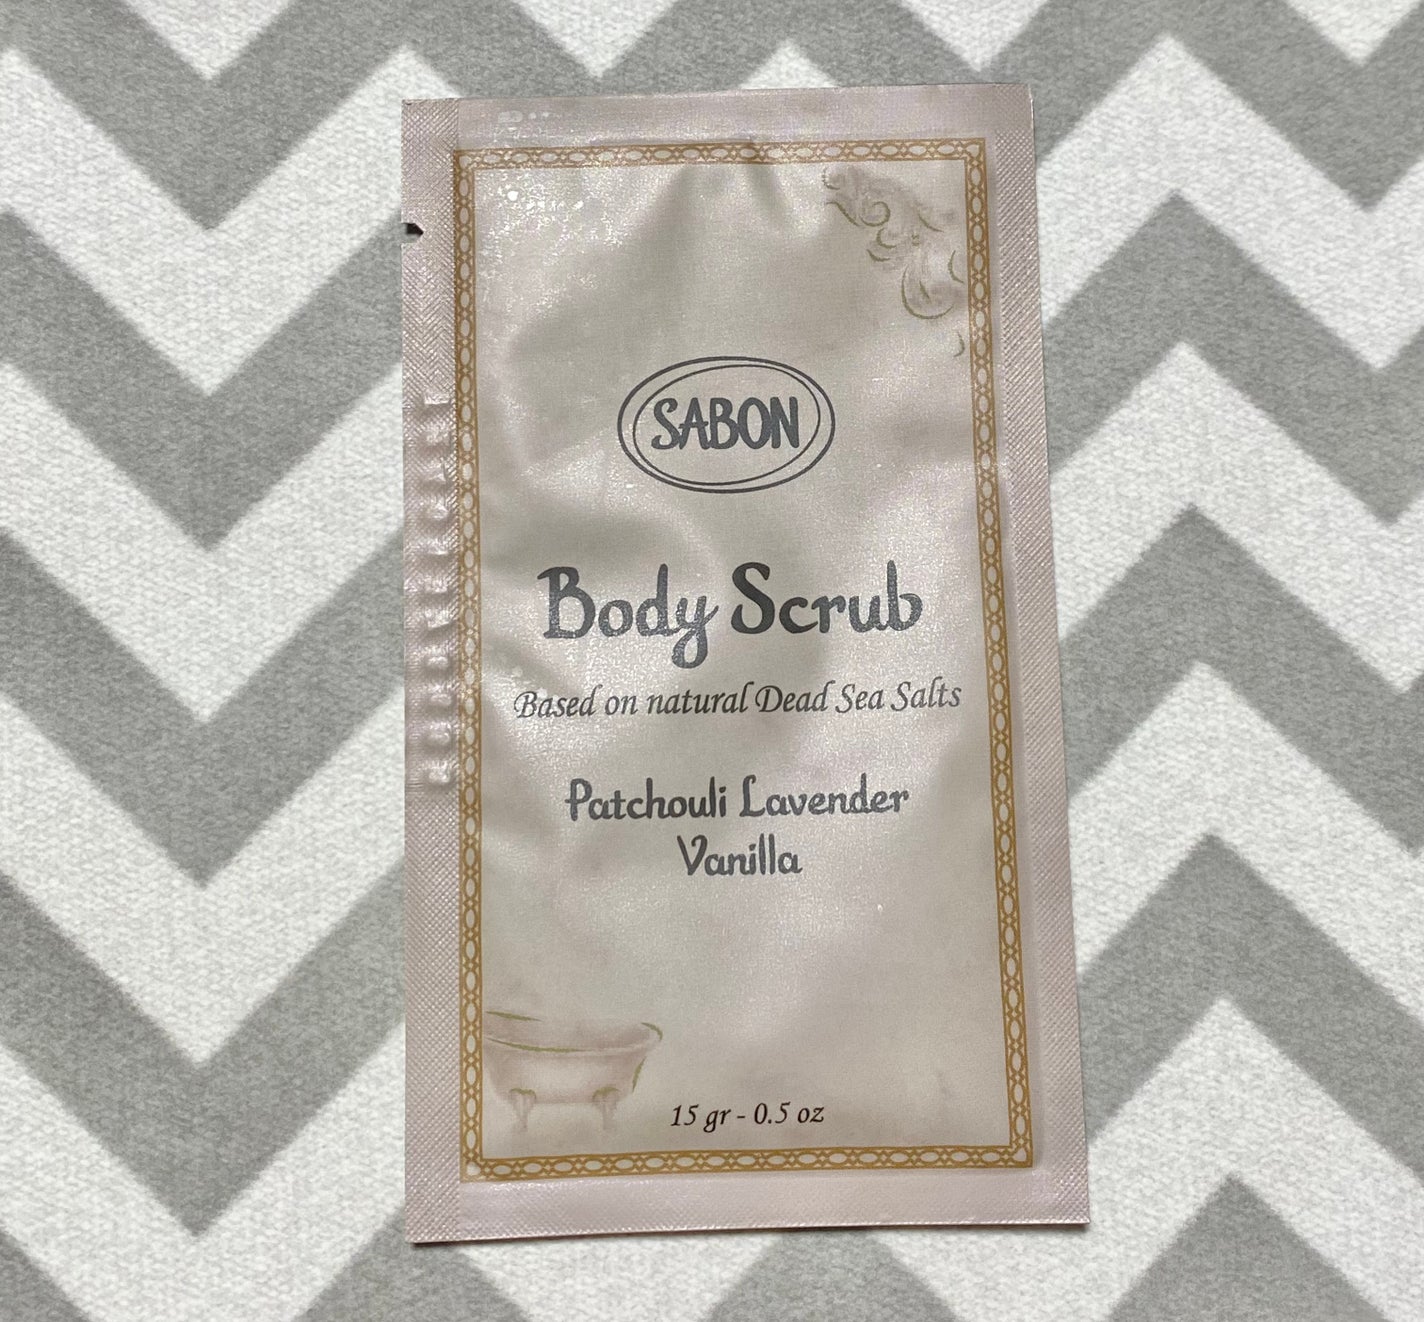 SABON
Body Scrub
Based on natural Dead Sea Salts
Patchouli Lavender
Vanilla
15 gr - 0.5 oz